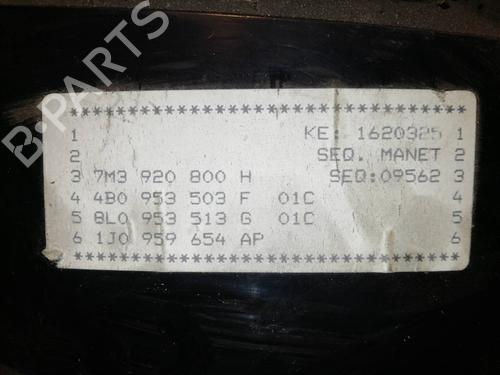 ********************************
1 KE: 1620325 1
2 SEQ. MANET 2
3 7M3 920 800 H SEQ:09562 3
4 4B0 953 503 F 01C 4
5 8L0 953 513 G 01C 5
6 1J0 959 654 AP 6
********************************
B-PARTS